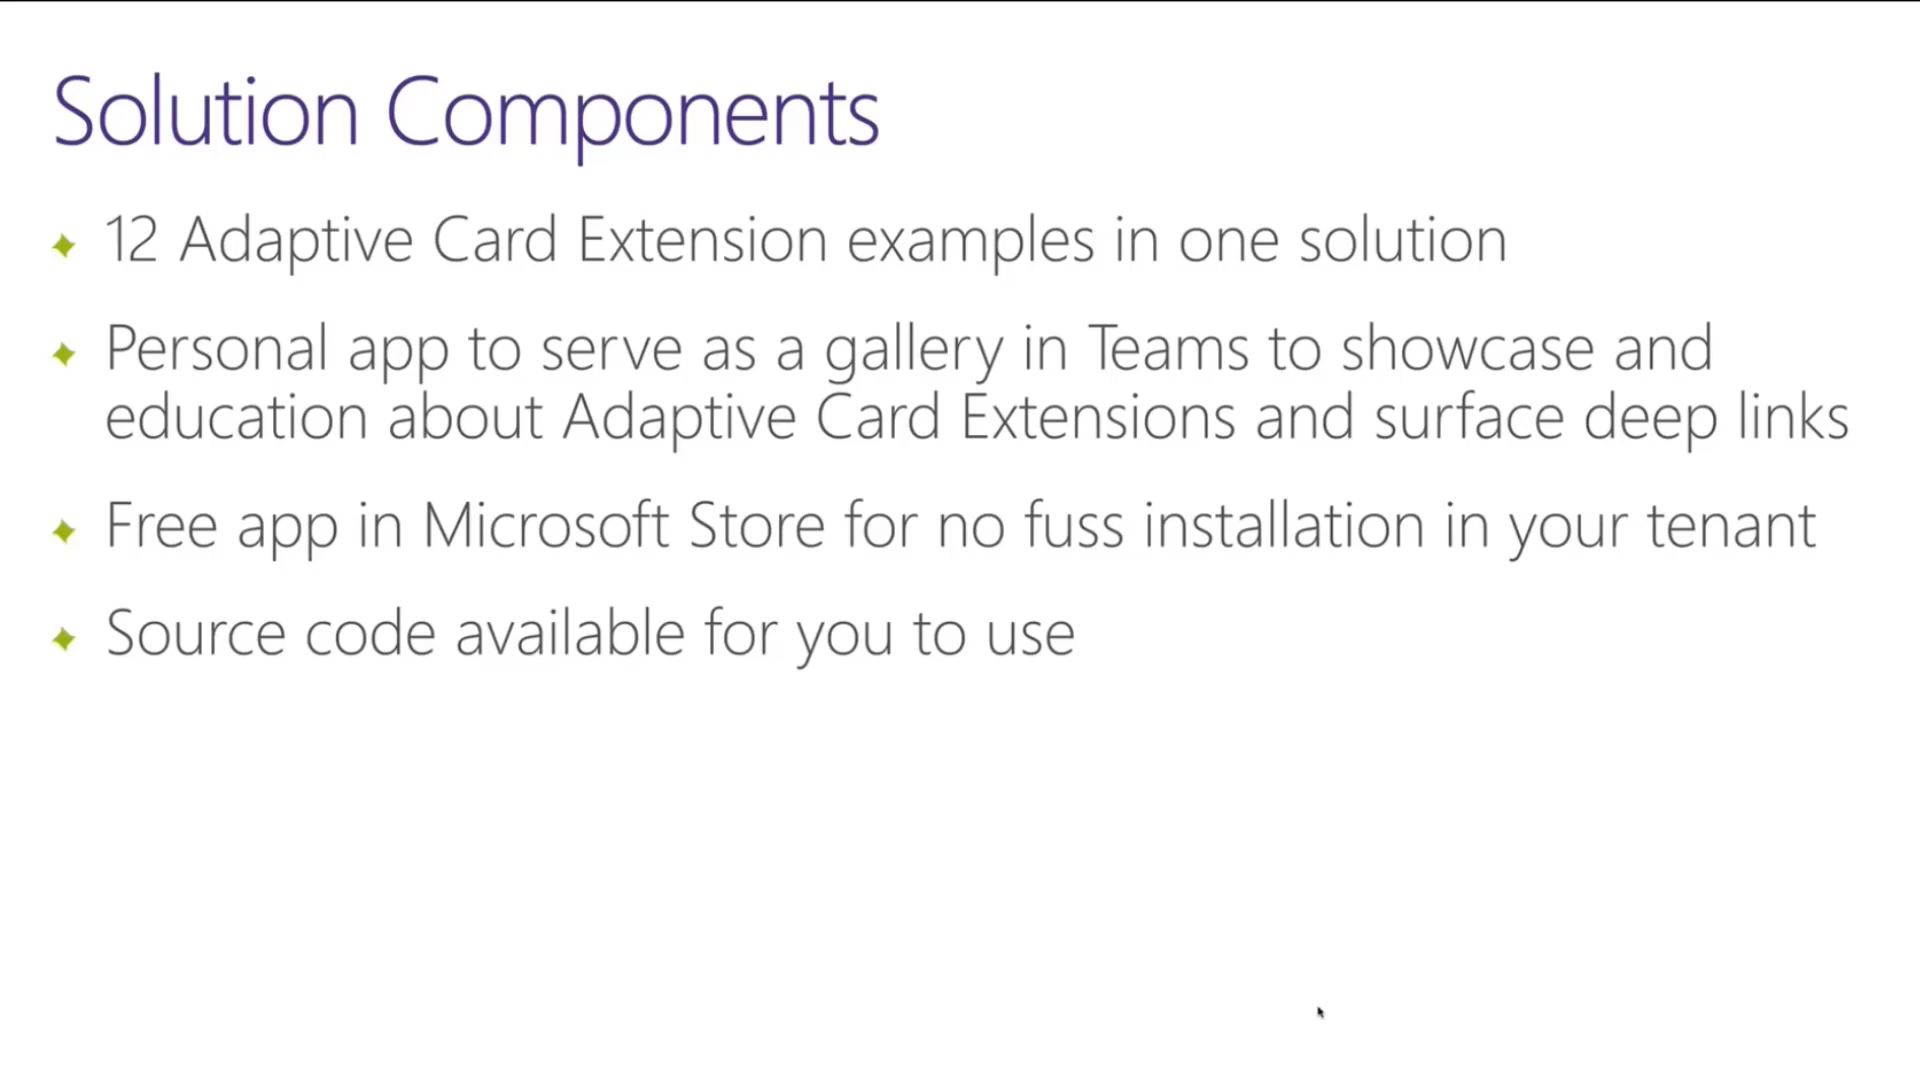 Solution Components
12 Adaptive Card Extension examples in one solution
Personal app to serve as a gallery in Teams to showcase and
education about Adaptive Card Extensions and surface deep links
Free app in Microsoft Store for no fuss installation in your tenant
Source code available for you to use